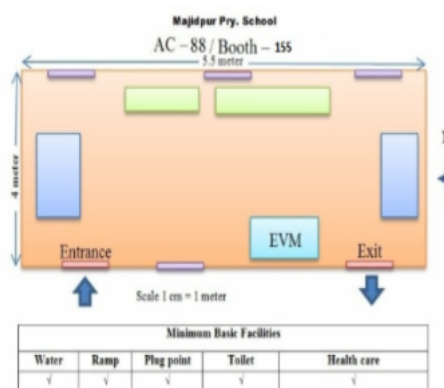 Majidpur Pry. School
AC – 88 / Booth – 155
5.5 meter
4 meter
Entrance
EVM
Exit
Scale 1 cm = 1 meter
Minimum Basic Facilities
Water Ramp Plug point Toilet Health care
√ √ √ √ √